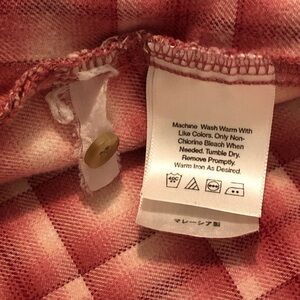 Machine Wash Warm With
Like Colors. Only Non-
Chlorine Bleach When
Needed. Tumble Dry.
Remove Promptly.
Warm Iron As Desired.
40C
マレーシア製